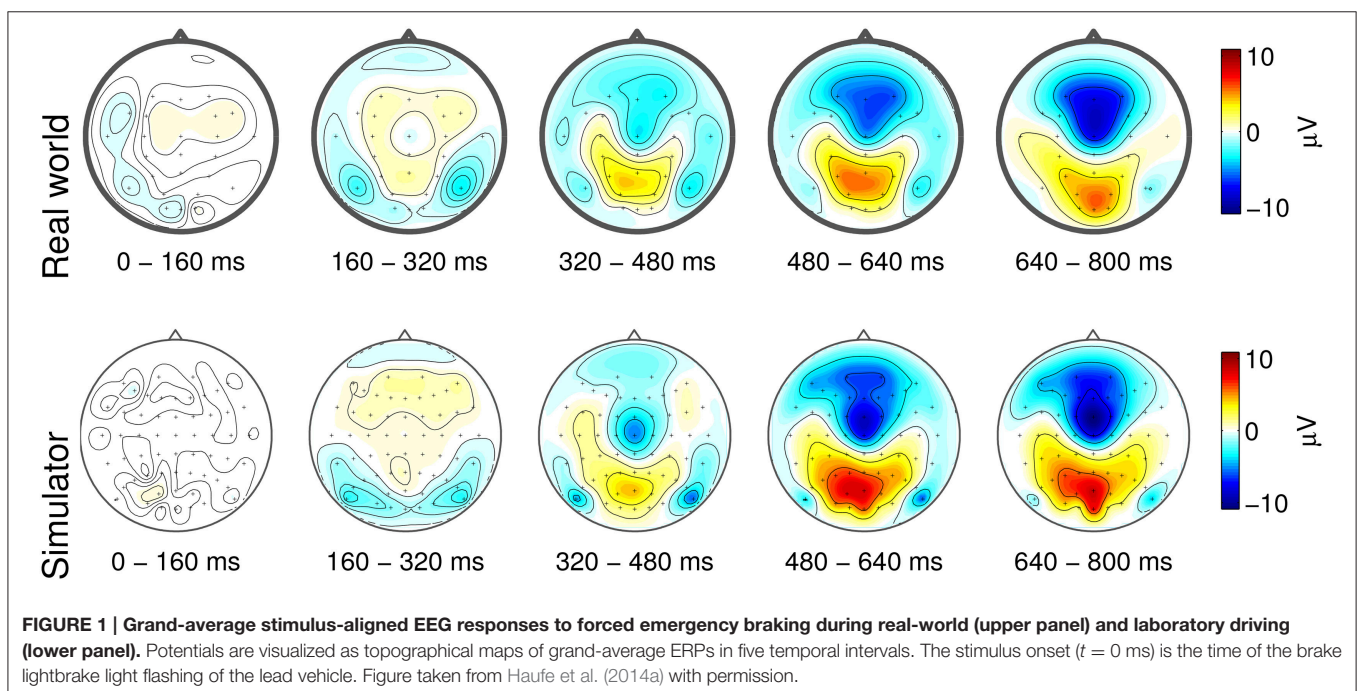 Real world
0 – 160 ms
160 – 320 ms
320 – 480 ms
480 – 640 ms
640 – 800 ms
10
0
−10
µV
Simulator
0 – 160 ms
160 – 320 ms
320 – 480 ms
480 – 640 ms
640 – 800 ms
10
0
−10
µV
FIGURE 1 | Grand-average stimulus-aligned EEG responses to forced emergency braking during real-world (upper panel) and laboratory driving
(lower panel). Potentials are visualized as topographical maps of grand-average ERPs in five temporal intervals. The stimulus onset (t = 0 ms) is the time of the brake
lightbrake light flashing of the lead vehicle. Figure taken from Haufe et al. (2014a) with permission.